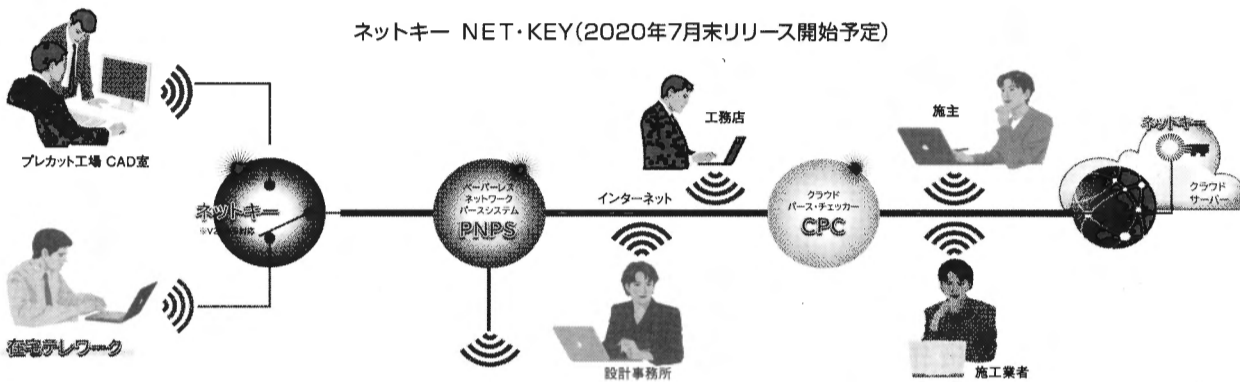 ネットキー NET・KEY(2020年7月末リリース開始予定)
プレカット工場 CAD室
在宅テレワーク
ネットキー
ペーパーレス
ネットワーク
パースシステム
PNPS
インターネット
工務店
設計事務所
クラウド
パース・チェッカー
CPC
施主
施工業者
ネットキー
クラウド
サーバー